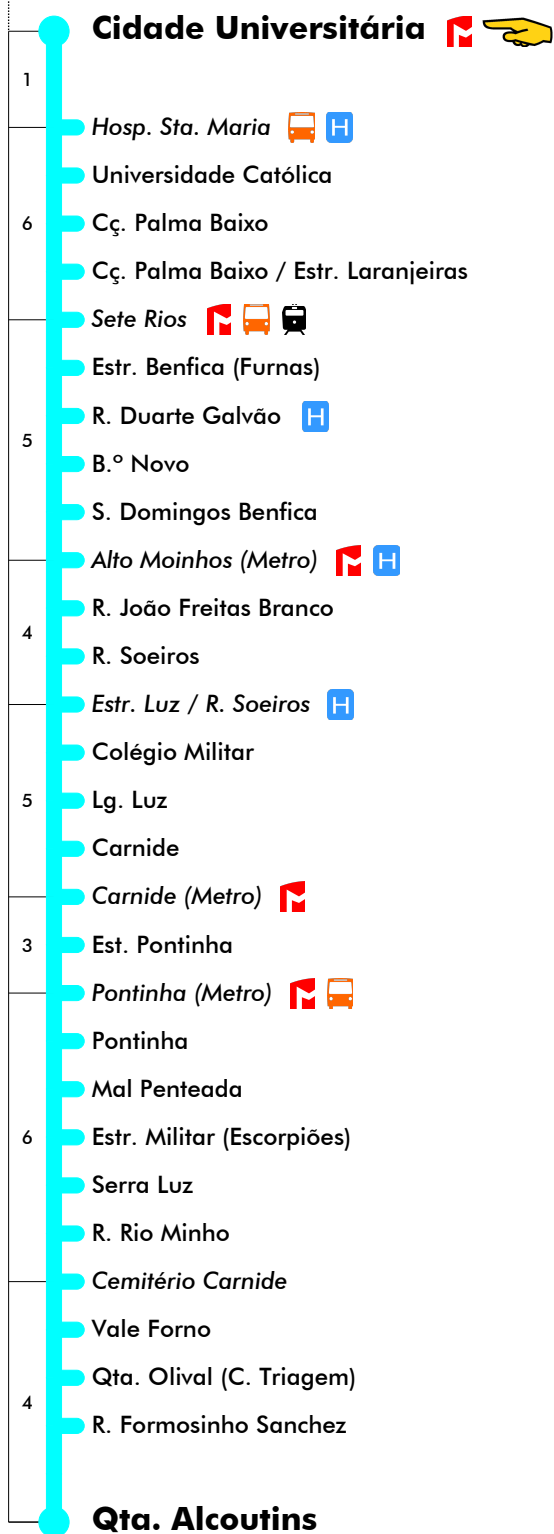 Cidade Universitária
1
Hosp. Sta. Maria H
Universidade Católica
6 Cç. Palma Baixo
Cç. Palma Baixo / Estr. Laranjeiras
Sete Rios
Estr. Benfica (Furnas)
R. Duarte Galvão H
5
B.º Novo
S. Domingos Benfica
Alto Moinhos (Metro) H
R. João Freitas Branco
4
R. Soeiros
Estr. Luz / R. Soeiros H
Colégio Militar
5 Lg. Luz
Carnide
Carnide (Metro)
3 Est. Pontinha
Pontinha (Metro)
Pontinha
Mal Penteada
6 Estr. Militar (Escorpiões)
Serra Luz
R. Rio Minho
Cemitério Carnide
Vale Forno
Qta. Olival (C. Triagem)
4
R. Formosinho Sanchez
Qta. Alcoutins